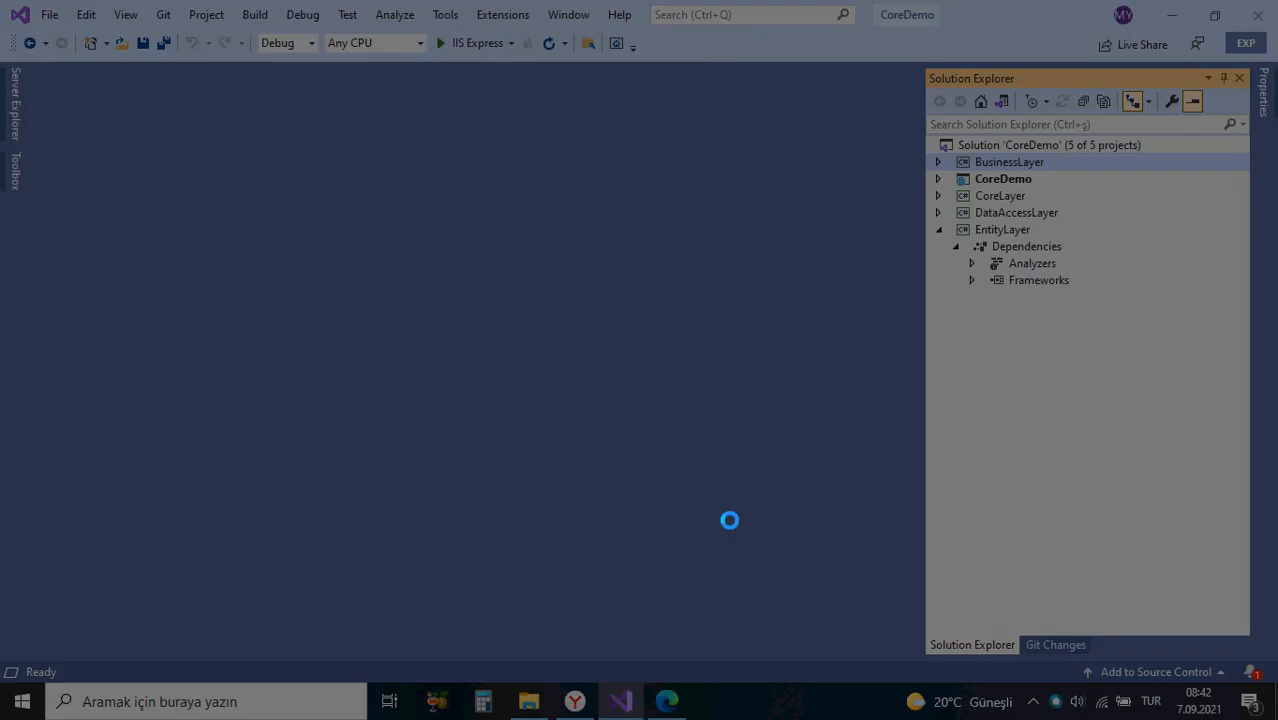 File Edit View Git Project Build Debug Test Analyze Tools Extensions Window Help Search (Ctrl+Q) CoreDemo MY
Debug Any CPU IIS Express Live Share EXP
Server Explorer
Toolbox
Solution Explorer
Search Solution Explorer (Ctrl+ş)
Solution 'CoreDemo' (5 of 5 projects)
BusinessLayer
CoreDemo
CoreLayer
DataAccessLayer
EntityLayer
Dependencies
Analyzers
Frameworks
Properties
Solution Explorer Git Changes
Ready Add to Source Control 1
Aramak için buraya yazın 20°C Güneşli TUR 08:42
7.09.2021 3